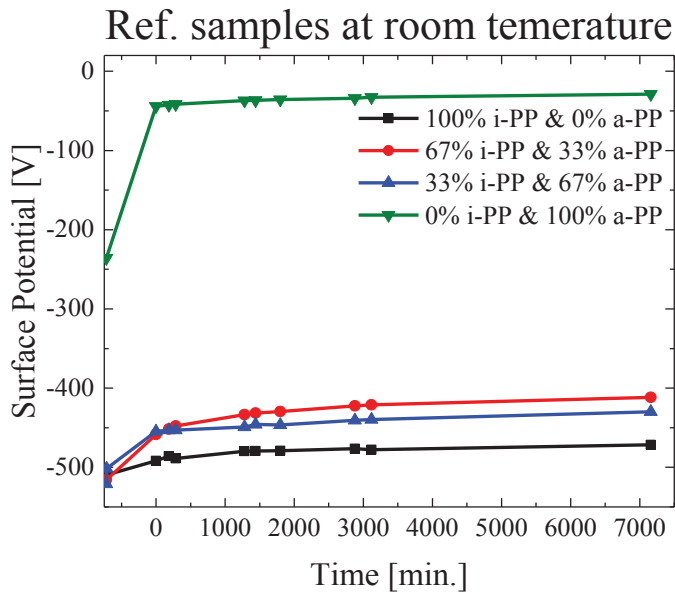 Ref. samples at room temerature
0
-100
-200
-300
-400
-500
Surface Potential [V]
100% i-PP & 0% a-PP
67% i-PP & 33% a-PP
33% i-PP & 67% a-PP
0% i-PP & 100% a-PP
0 1000 2000 3000 4000 5000 6000 7000
Time [min.]